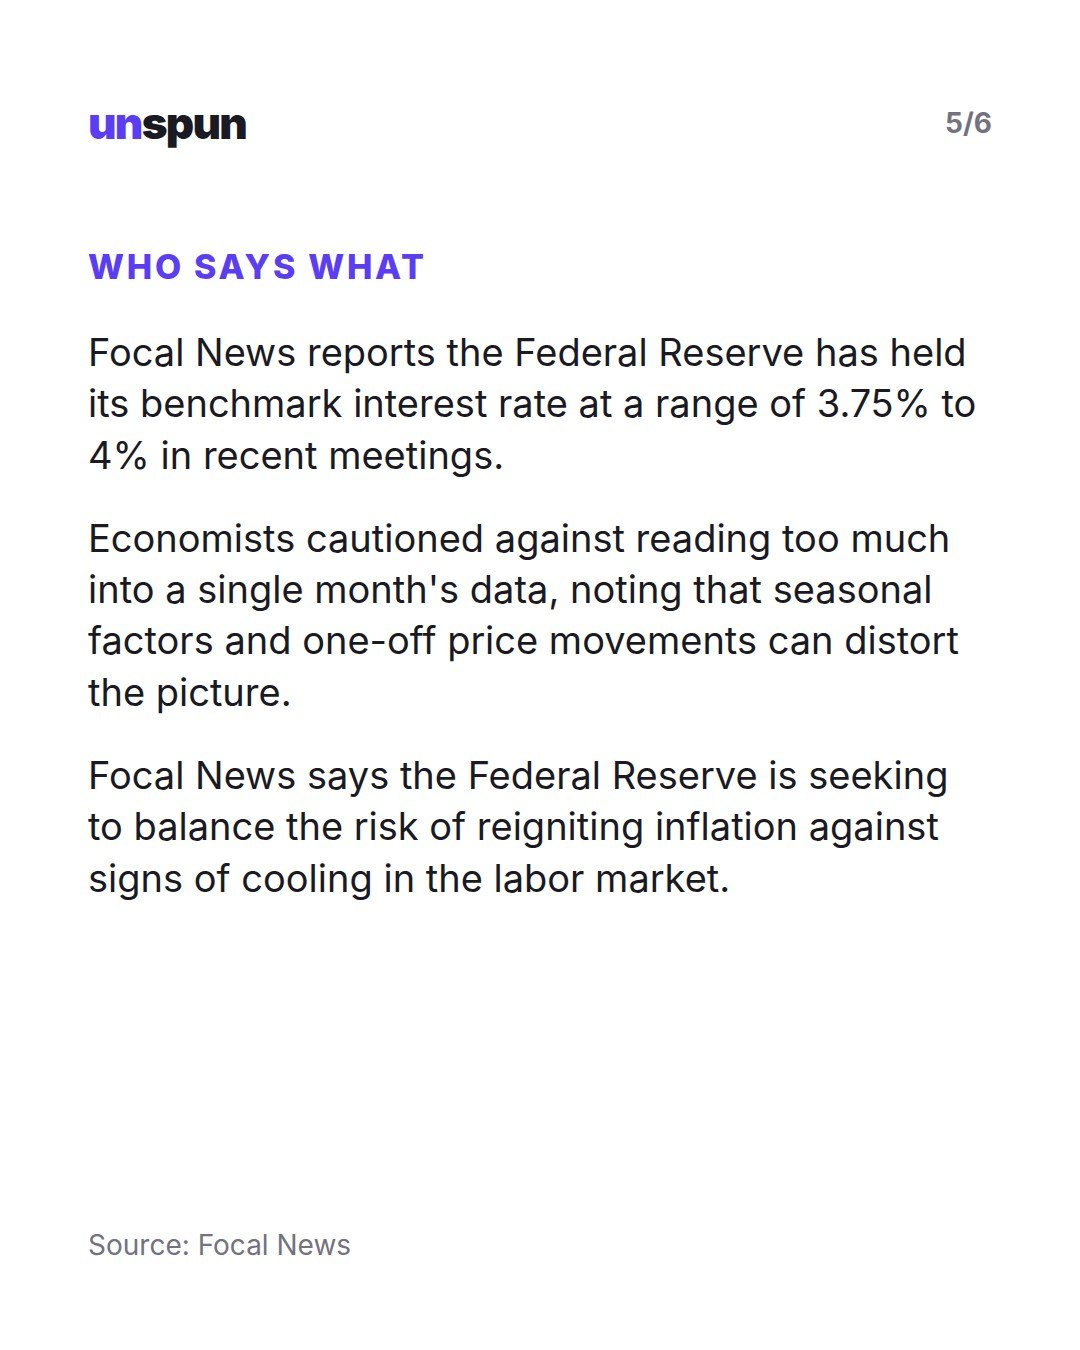 unspun
5/6
WHO SAYS WHAT
Focal News reports the Federal Reserve has held
its benchmark interest rate at a range of 3.75% to
4% in recent meetings.
Economists cautioned against reading too much
into a single month's data, noting that seasonal
factors and one-off price movements can distort
the picture.
Focal News says the Federal Reserve is seeking
to balance the risk of reigniting inflation against
signs of cooling in the labor market.
Source: Focal News